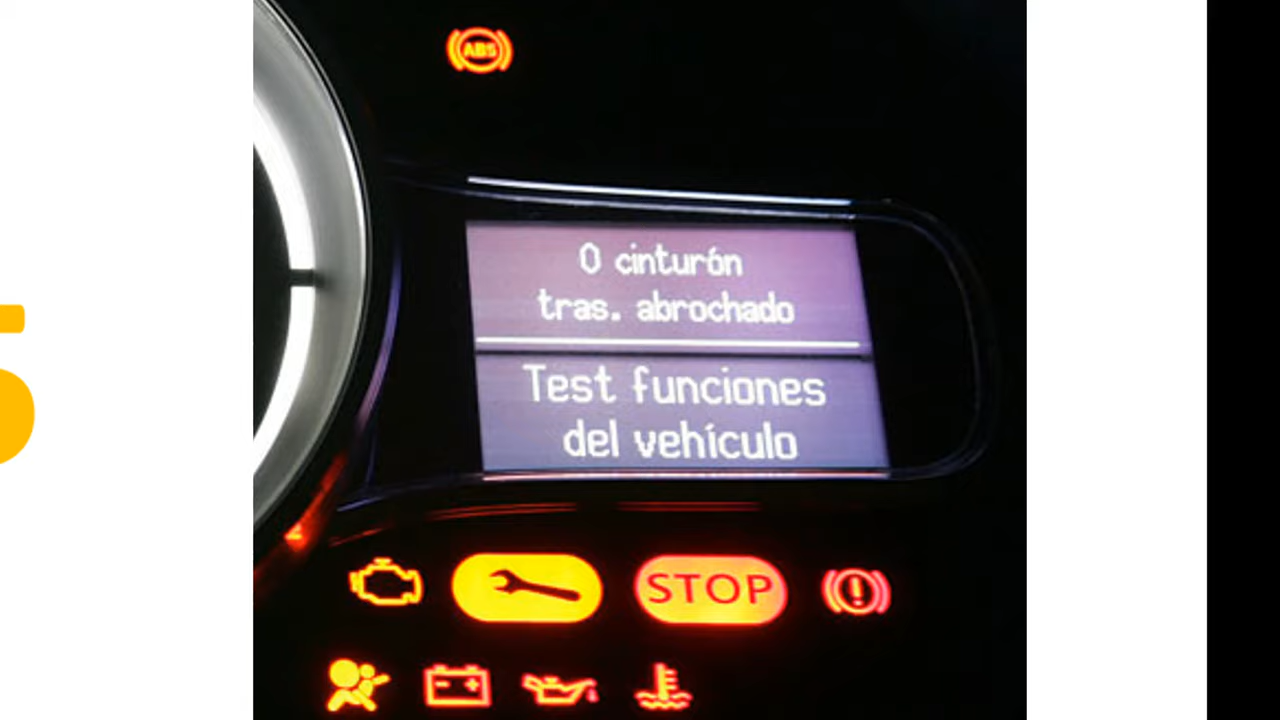 ABS
0 cinturón
tras. abrochado
Test funciones
del vehículo
STOP